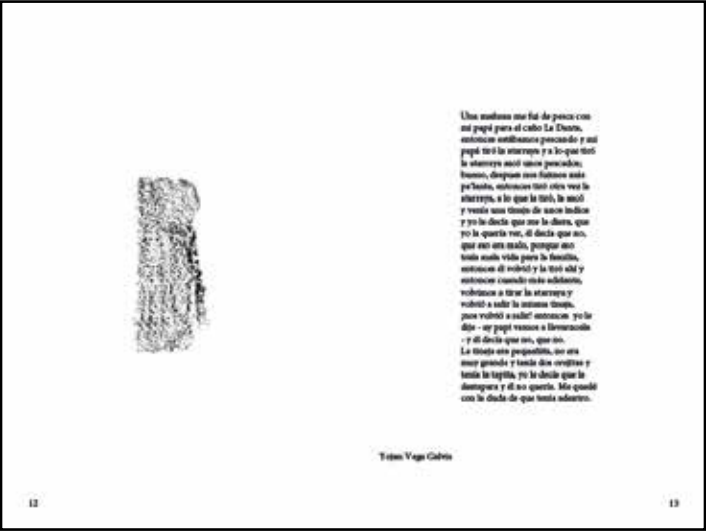 Una mañana me fui de pesca con
mi papá para el caño La Danta,
entonces estábamos pescando y mi
papá tiró la atarraya y a lo que tiró
la atarraya sacó unos pescados;
bueno, despues nos fuimos más
pa'lante, entonces tiró otra vez la
atarraya, a lo que la tiró, la sacó
y venía una tinaja de unos indios
y yo le decía que me la diera, que
yo la quería ver, él decía que no,
que eso era malo, porque eso
tenía mala vida para la familia,
entonces él volvió y la tiró ahí y
entonces cuando más adelante,
volvimos a tirar la atarraya y
volvió a salir la misma tinaja,
¡nos volvió a salir! entonces yo le
dije - ay papi vamos a llevarnosla
- y él decía que no, que no.
La tinaja era pequeñita, no era
muy grande y tenía dos orejitas y
tenía la tapita, yo le decía que la
destapara y él no quería. Me quedé
con la duda de que tenía adentro.
Vega Galvis
12
13